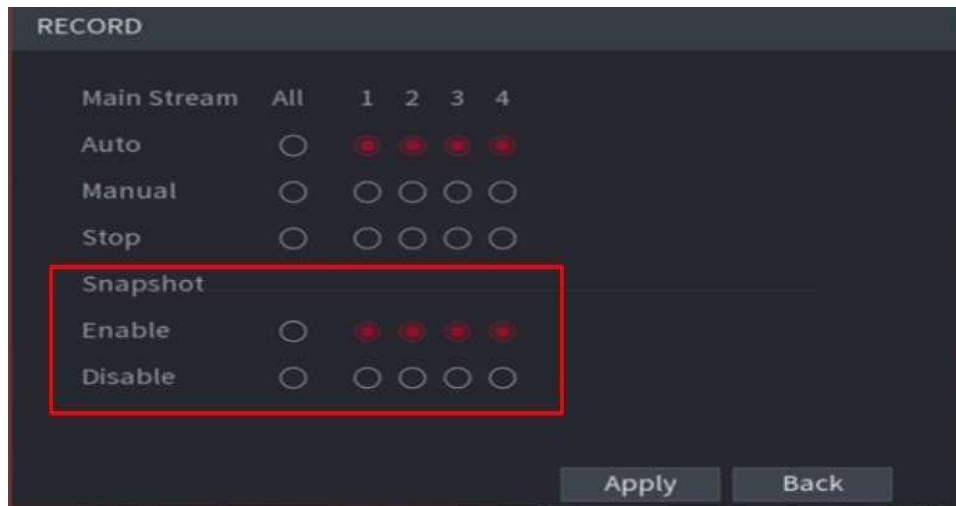 RECORD
Main Stream All 1 2 3 4
Auto
Manual
Stop
Snapshot
Enable
Disable
Apply Back